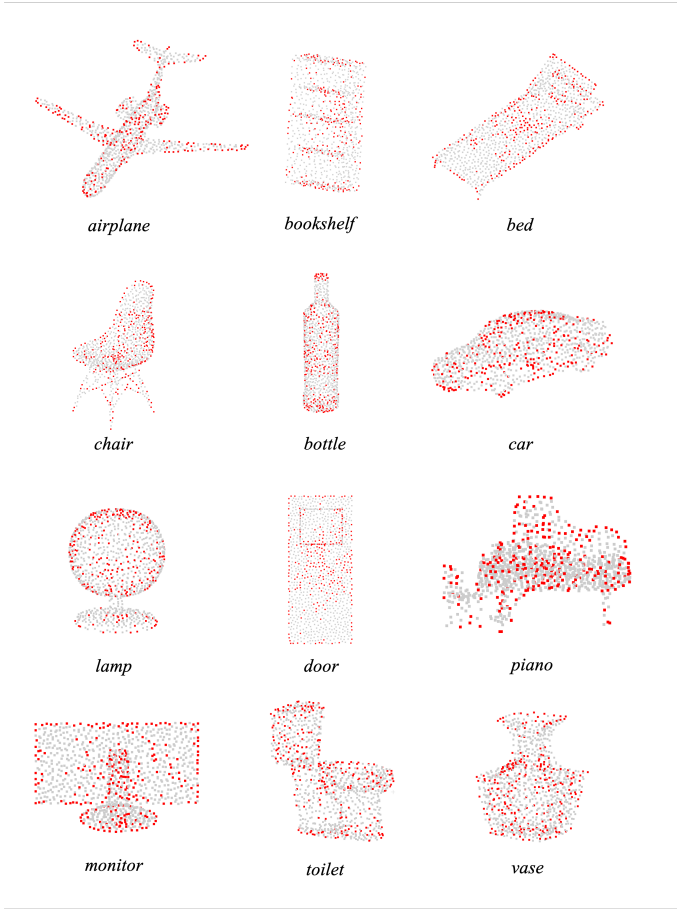 airplane
bookshelf
bed
chair
bottle
car
lamp
door
piano
monitor
toilet
vase